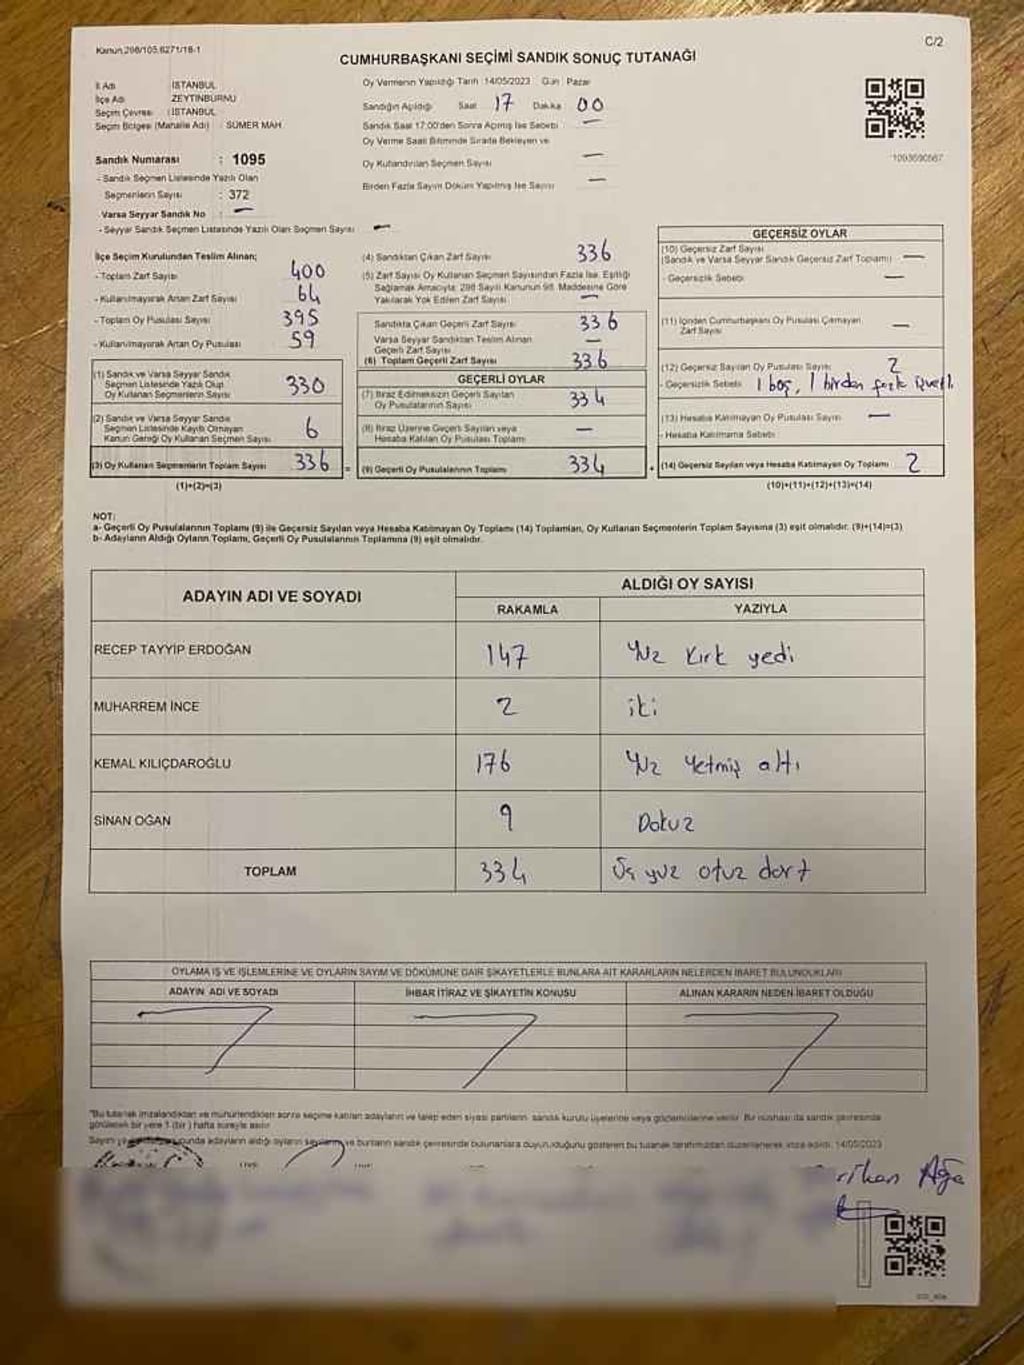 Kanun,298/105,6271/18-1
C/2
CUMHURBAŞKANI SEÇİMİ SANDIK SONUÇ TUTANAĞI
İl Adı İSTANBUL
İlçe Adı ZEYTİNBURNU
Seçim Çevresi : İSTANBUL
Seçim Bölgesi (Mahalle Adı) : SÜMER MAH.
Sandık Numarası : 1095
- Sandık Seçmen Listesinde Yazılı Olan
Seçmenlerin Sayısı : 372
- Varsa Seyyar Sandık No : —
- Seyyar Sandık Seçmen Listesinde Yazılı Olan Seçmen Sayısı —
Oy Vermenin Yapıldığı Tarih :14/05/2023 Gün : Pazar
Sandığın Açıldığı Saat 17 Dakika 00
Sandık Saat 17:00'den Sonra Açılmış İse Sebebi —
Oy Verme Saati Bitiminde Sırada Bekleyen ve
Oy Kullandırılan Seçmen Sayısı —
Birden Fazla Sayım Döküm Yapılmış İse Sayısı —
1093690567
İlçe Seçim Kurulundan Teslim Alınan;
- Toplam Zarf Sayısı 400
- Kullanılmayarak Artan Zarf Sayısı 64
- Toplam Oy Pusulası Sayısı 395
- Kullanılmayarak Artan Oy Pusulası 59
(1) Sandık ve Varsa Seyyar Sandık
Seçmen Listesinde Yazılı Olup
Oy Kullanan Seçmenlerin Sayısı 330
(2) Sandık ve Varsa Seyyar Sandık
Seçmen Listesinde Kayıtlı Olmayan
Kanun Gereği Oy Kullanan Seçmen Sayısı 6
(3) Oy Kullanan Seçmenlerin Toplam Sayısı 336 =
(1)+(2)=(3)
(4) Sandıktan Çıkan Zarf Sayısı 336
(5) Zarf Sayısı Oy Kullanan Seçmen Sayısından Fazla İse, Eşitliği
Sağlamak Amacıyla; 298 Sayılı Kanunun 98. Maddesine Göre
Yakılarak Yok Edilen Zarf Sayısı —
Sandıkta Çıkan Geçerli Zarf Sayısı 336
Varsa Seyyar Sandıktan Teslim Alınan
Geçerli Zarf Sayısı —
(6) Toplam Geçerli Zarf Sayısı 336
GEÇERLİ OYLAR
(7) İtiraz Edilmeksizin Geçerli Sayılan
Oy Pusulalarının Sayısı 334
(8) İtiraz Üzerine Geçerli Sayılan veya
Hesaba Katılan Oy Pusulası Toplamı —
(9) Geçerli Oy Pusulalarının Toplamı 334 +
GEÇERSİZ OYLAR
(10) Geçersiz Zarf Sayısı
(Sandık ve Varsa Seyyar Sandık Geçersiz Zarf Toplamı) —
- Geçersizlik Sebebi: —
(11) İçinden Cumhurbaşkanı Oy Pusulası Çıkmayan
Zarf Sayısı —
(12) Geçersiz Sayılan Oy Pusulası Sayısı 2
- Geçersizlik Sebebi 1 boş, 1 birden fazla
(13) Hesaba Katılmayan Oy Pusulası Sayısı —
- Hesaba Katılmama Sebebi
(14) Geçersiz Sayılan veya Hesaba Katılmayan Oy Toplamı 2
(10)+(11)+(12)+(13)=(14)
NOT:
a- Geçerli Oy Pusulalarının Toplamı (9) ile Geçersiz Sayılan veya Hesaba Katılmayan Oy Toplamı (14) Toplamları, Oy Kullanan Seçmenlerin Toplam Sayısına (3) eşit olmalıdır. (9)+(14)=(3)
b- Adayların Aldığı Oyların Toplamı, Geçerli Oy Pusulalarının Toplamına (9) eşit olmalıdır.
ADAYIN ADI VE SOYADI
ALDIĞI OY SAYISI
RAKAMLA YAZIYLA
RECEP TAYYİP ERDOĞAN 147 Yüz Kırk yedi
MUHARREM İNCE 2 iki
KEMAL KILIÇDAROĞLU 176 Yüz Yetmiş altı
SİNAN OĞAN 9 Dokuz
TOPLAM 334 Üç yüz otuz dört
OYLAMA İŞ VE İŞLEMLERİNE VE OYLARIN SAYIM VE DÖKÜMÜNE DAİR ŞİKAYETLERLE BUNLARA AİT KARARLARIN NELERDEN İBARET BULUNDUKLARI
ADAYIN ADI VE SOYADI İHBAR İTİRAZ VE ŞİKAYETİN KONUSU ALINAN KARARIN NEDEN İBARET OLDUĞU
"Bu tutanak imzalandıktan ve mühürlendikten sonra seçime katılan adayların ve talep eden siyasi partilerin sandık kurulu üyelerine veya gözlemcilerine verilir. Bir nüshası da sandık çevresinde
görülecek bir yere 1 (bir) hafta süreyle asılır.
adayların aldığı oyların sayılarını ve bunların sandık çevresinde bulunanlara duyurulduğunu gösteren bu tutanak tarafımızdan düzenlenerek imza edildi. 14/05/2023
Ağa